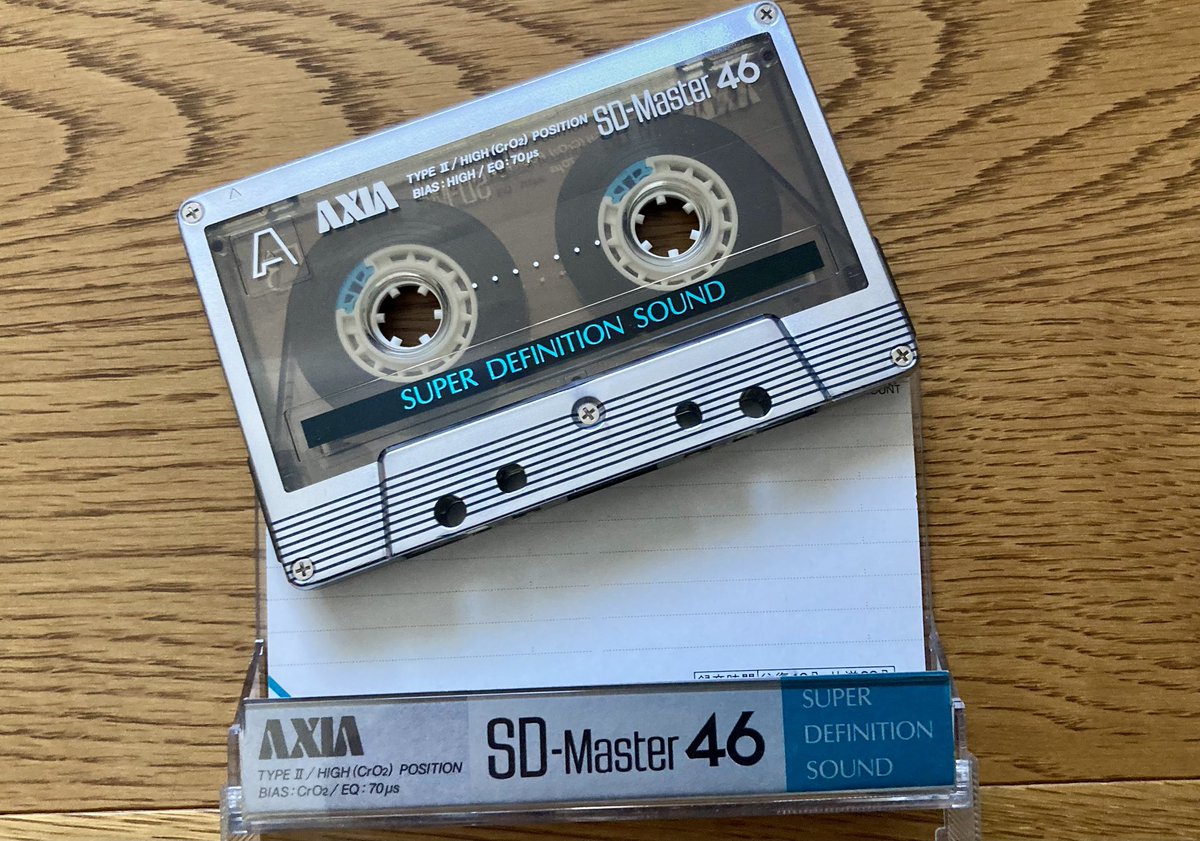 A
AXIA
TYPE II / HIGH (CrO2) POSITION
BIAS : HIGH / EQ : 70μs
SD-Master 46
SUPER DEFINITION SOUND
AXIA
TYPE II / HIGH (CrO2) POSITION
BIAS : CrO2 / EQ : 70μs
SD-Master 46
SUPER
DEFINITION
SOUND